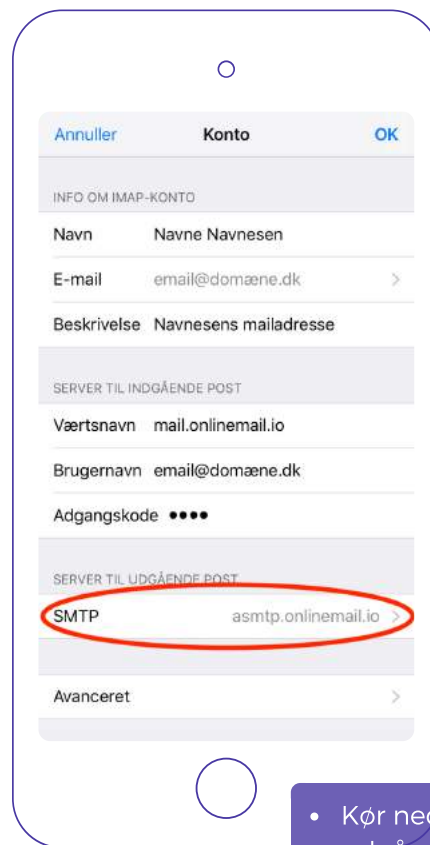 Annuller Konto OK
INFO OM IMAP-KONTO
Navn Navne Navnesen
E-mail email@domæne.dk
Beskrivelse Navnesens mailadresse
SERVER TIL INDGÅENDE POST
Værtsnavn mail.onlinemail.io
Brugernavn email@domæne.dk
Adgangskode ••••
SERVER TIL UDGÅENDE POST
SMTP asmtp.onlinemail.io
Avanceret
• Kør ned